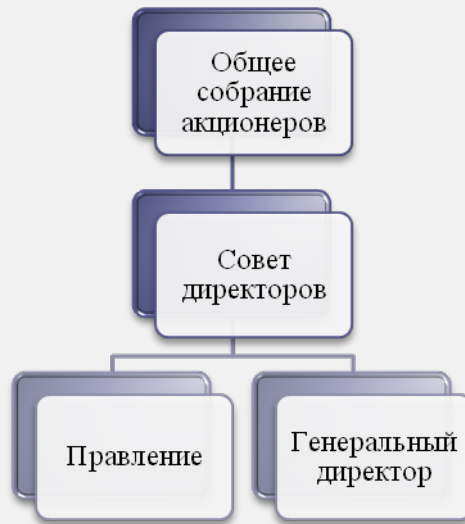 Общее
собрание
акционеров
Совет
директоров
Правление
Генеральный
директор